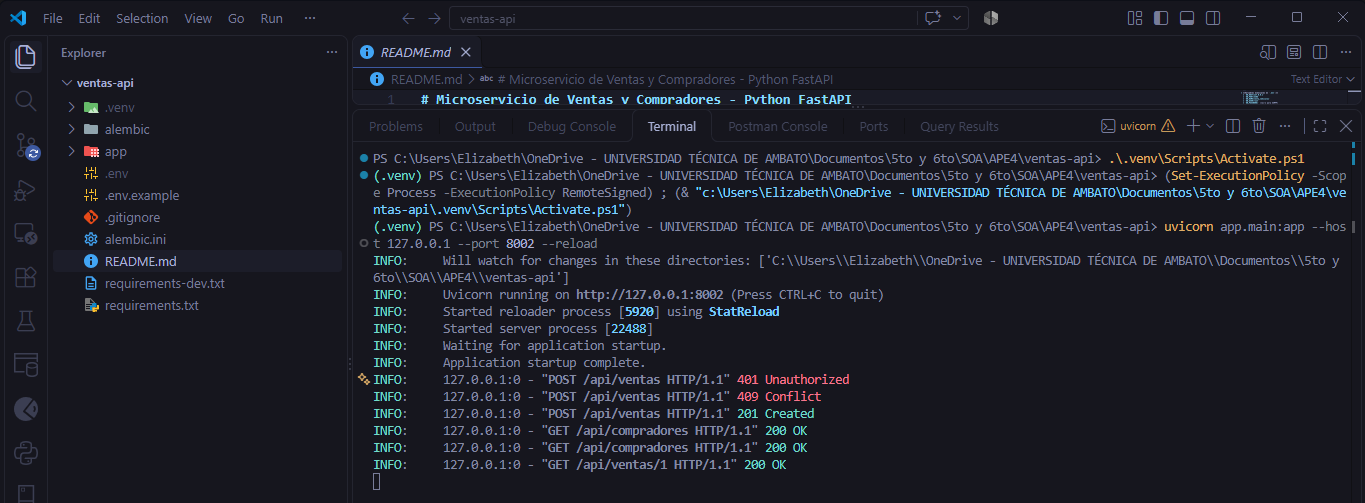 File Edit Selection View Go Run ···
ventas-api
Explorer ···
ventas-api
.venv
alembic
app
.env
.env.example
.gitignore
alembic.ini
README.md
requirements-dev.txt
requirements.txt
README.md
README.md > abc # Microservicio de Ventas y Compradores - Python FastAPI
Text Editor
1 # Microservicio de Ventas y Compradores - Python FastAPI
Problems Output Debug Console Terminal Postman Console Ports Query Results
uvicorn
PS C:\Users\Elizabeth\OneDrive - UNIVERSIDAD TÉCNICA DE AMBATO\Documentos\5to y 6to\SOA\APE4\ventas-api> .\.venv\Scripts\Activate.ps1
(.venv) PS C:\Users\Elizabeth\OneDrive - UNIVERSIDAD TÉCNICA DE AMBATO\Documentos\5to y 6to\SOA\APE4\ventas-api> (Set-ExecutionPolicy -Scop
e Process -ExecutionPolicy RemoteSigned) ; (& "c:\Users\Elizabeth\OneDrive - UNIVERSIDAD TÉCNICA DE AMBATO\Documentos\5to y 6to\SOA\APE4\ve
ntas-api\.venv\Scripts\Activate.ps1")
(.venv) PS C:\Users\Elizabeth\OneDrive - UNIVERSIDAD TÉCNICA DE AMBATO\Documentos\5to y 6to\SOA\APE4\ventas-api> uvicorn app.main:app --hos
t 127.0.0.1 --port 8002 --reload
INFO: Will watch for changes in these directories: ['C:\\Users\\Elizabeth\\OneDrive - UNIVERSIDAD TÉCNICA DE AMBATO\\Documentos\\5to y
6to\\SOA\\APE4\\ventas-api']
INFO: Uvicorn running on http://127.0.0.1:8002 (Press CTRL+C to quit)
INFO: Started reloader process [5920] using StatReload
INFO: Started server process [22488]
INFO: Waiting for application startup.
INFO: Application startup complete.
INFO: 127.0.0.1:0 - "POST /api/ventas HTTP/1.1" 401 Unauthorized
INFO: 127.0.0.1:0 - "POST /api/ventas HTTP/1.1" 409 Conflict
INFO: 127.0.0.1:0 - "POST /api/ventas HTTP/1.1" 201 Created
INFO: 127.0.0.1:0 - "GET /api/compradores HTTP/1.1" 200 OK
INFO: 127.0.0.1:0 - "GET /api/compradores HTTP/1.1" 200 OK
INFO: 127.0.0.1:0 - "GET /api/ventas/1 HTTP/1.1" 200 OK